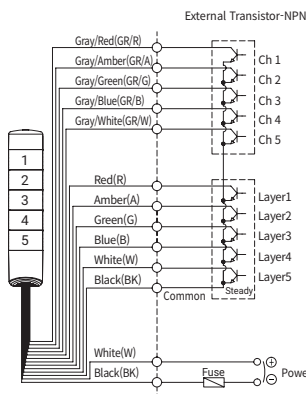 External Transistor-NPN
Gray/Red(GR/R)
Gray/Amber(GR/A)
Gray/Green(GR/G)
Gray/Blue(GR/B)
Gray/White(GR/W)
Ch 1
Ch 2
Ch 3
Ch 4
Ch 5
1
2
3
4
5
Red(R)
Amber(A)
Green(G)
Blue(B)
White(W)
Black(BK)
Common
Layer1
Layer2
Layer3
Layer4
Layer5
Steady
White(W)
Black(BK)
Fuse
Powe